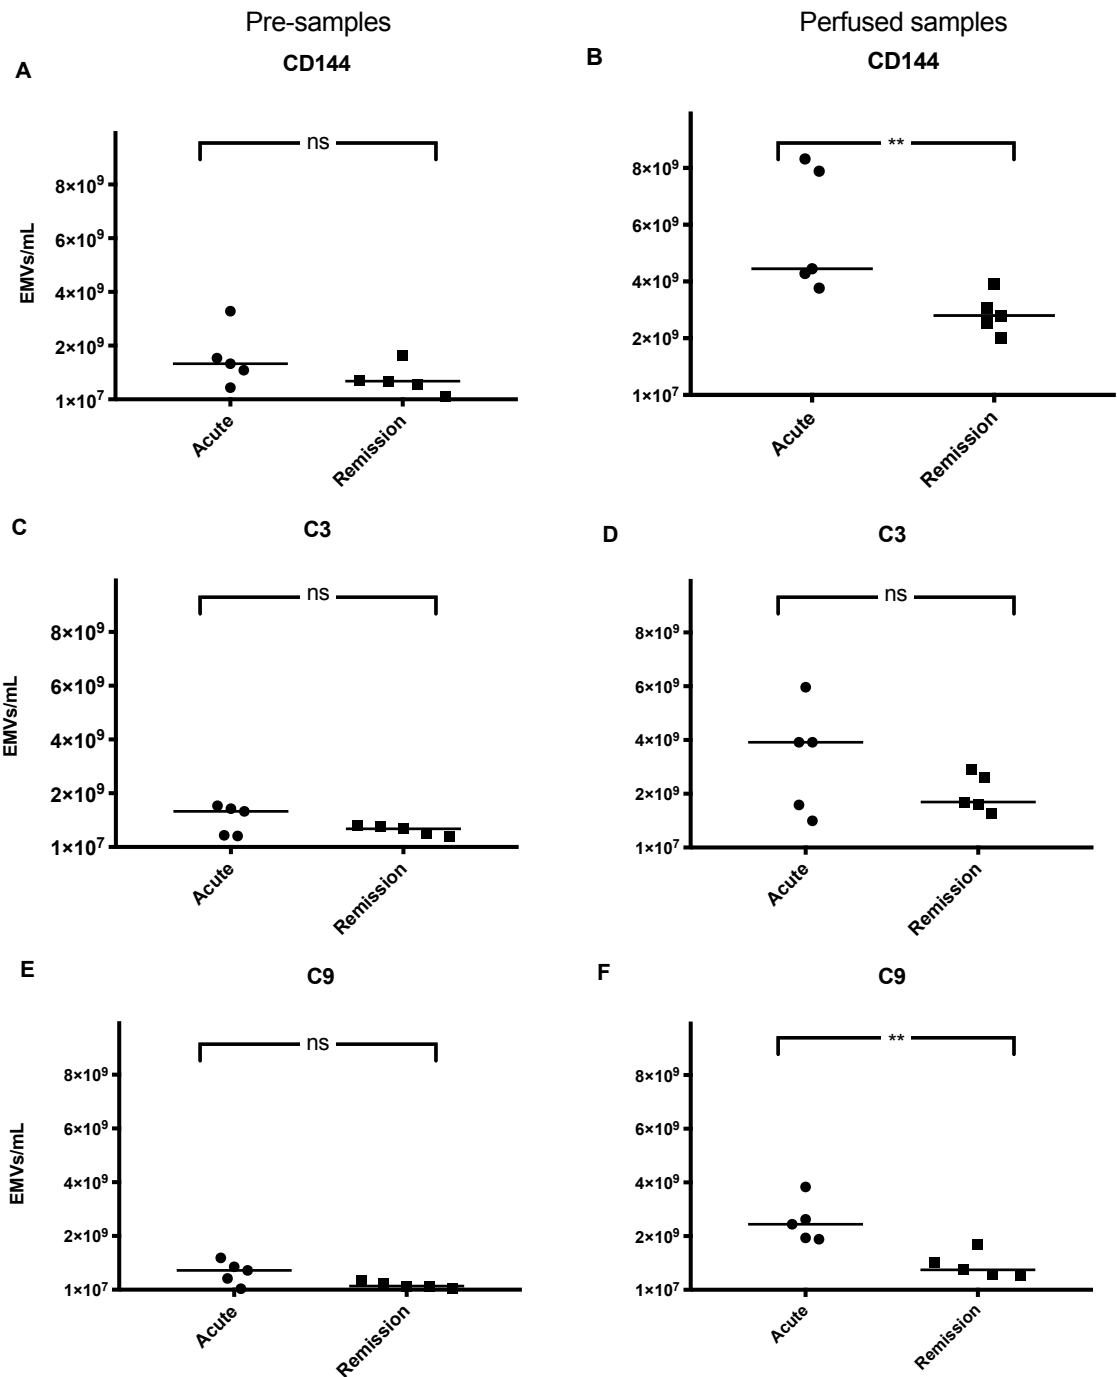 Pre-samples
Perfused samples
A
CD144
ns
8×10⁹
6×10⁹
4×10⁹
2×10⁹
1×10⁷
EMVs/mL
Acute
Remission
B
CD144
**
8×10⁹
6×10⁹
4×10⁹
2×10⁹
1×10⁷
Acute
Remission
C
C3
ns
8×10⁹
6×10⁹
4×10⁹
2×10⁹
1×10⁷
EMVs/mL
Acute
Remission
D
C3
ns
8×10⁹
6×10⁹
4×10⁹
2×10⁹
1×10⁷
Acute
Remission
E
C9
ns
8×10⁹
6×10⁹
4×10⁹
2×10⁹
1×10⁷
EMVs/mL
Acute
Remission
F
C9
**
8×10⁹
6×10⁹
4×10⁹
2×10⁹
1×10⁷
Acute
Remission